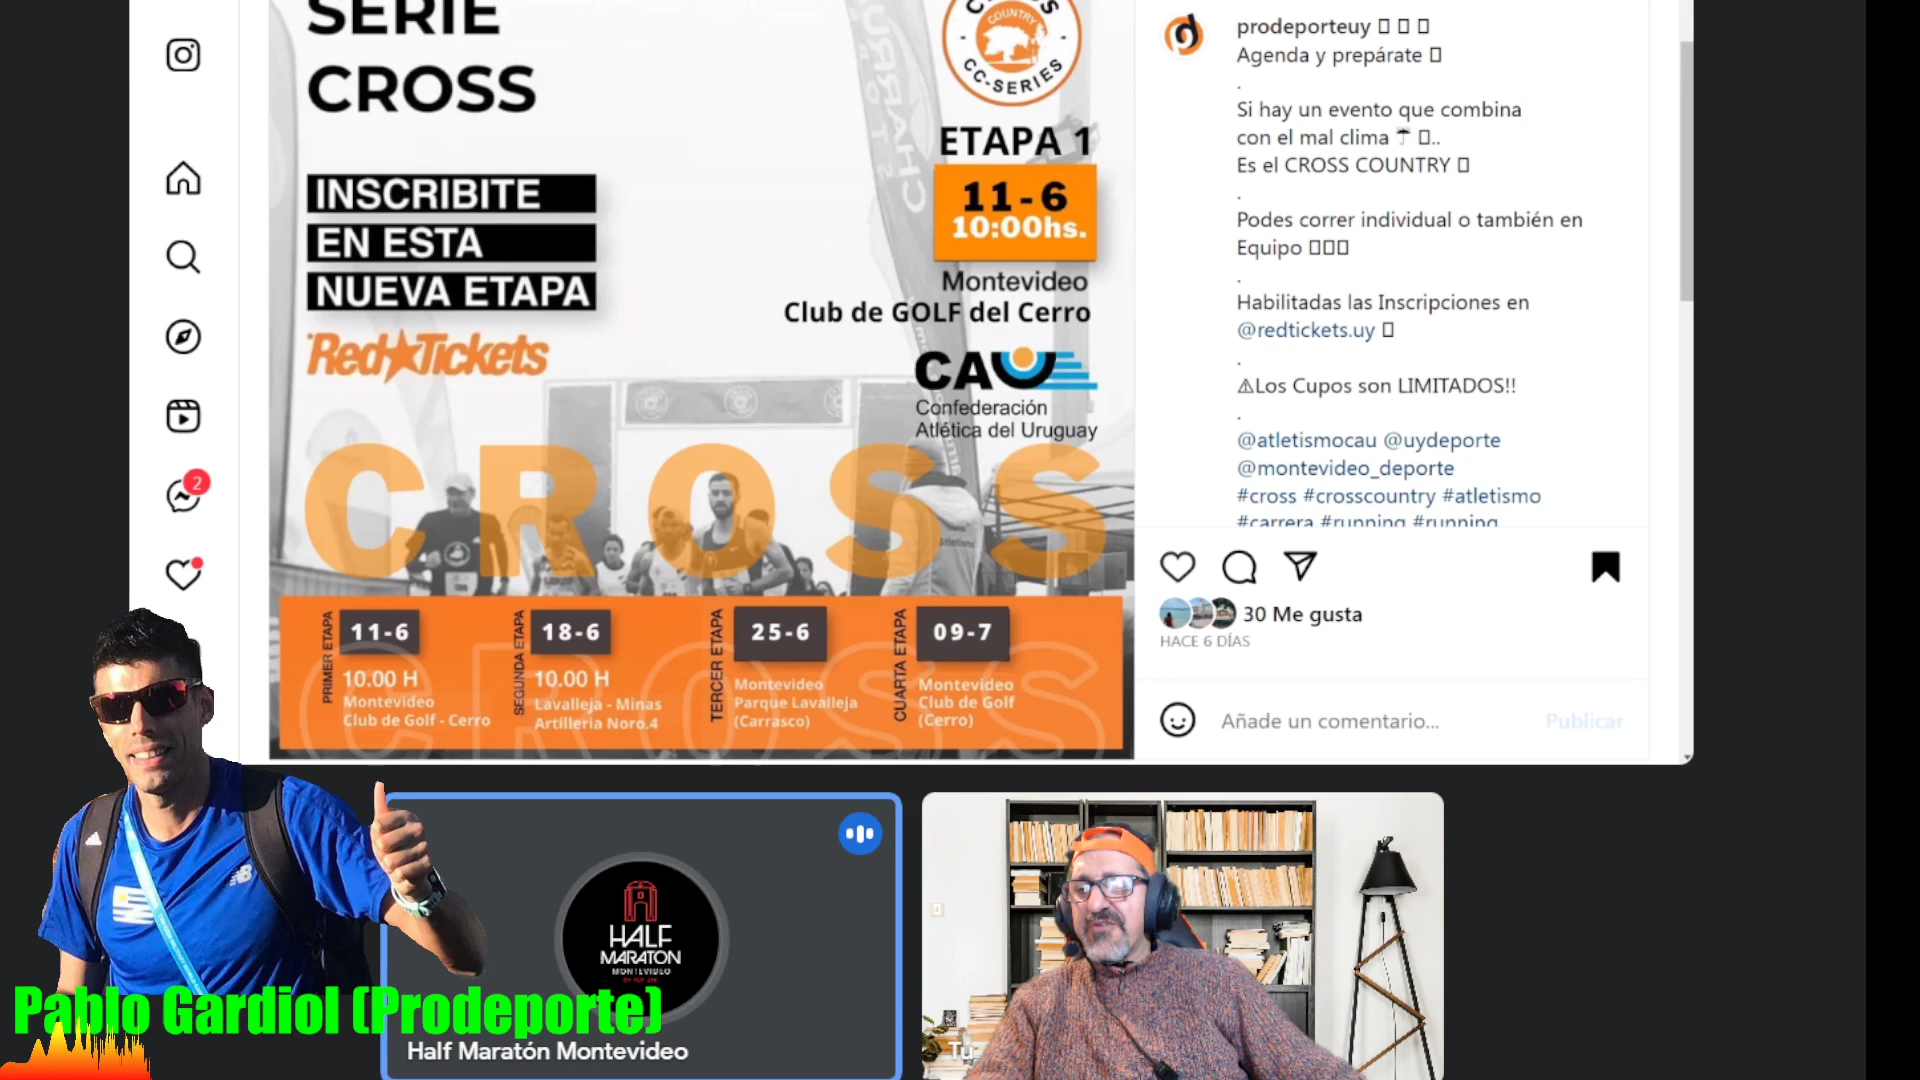 SERIE
CROSS
INSCRIBITE
EN ESTA
NUEVA ETAPA
RedTickets
COUNTRY
CC-SERIES
ETAPA 1
11-6
10:00hs.
Montevideo
Club de GOLF del Cerro
CAU
Confederación
Atlética del Uruguay
CROSS
PRIMER ETAPA
11-6
10.00 H
Montevideo
Club de Golf - Cerro
SEGUNDA ETAPA
18-6
10.00 H
Lavalleja - Minas
Artilleria Noro.4
TERCER ETAPA
25-6
Montevideo
Parque Lavalleja
(Carrasco)
CUARTA ETAPA
09-7
Montevideo
Club de Golf
(Cerro)
prodeporteuy
Agenda y prepárate
.
Si hay un evento que combina
con el mal clima ☂ ..
Es el CROSS COUNTRY
.
Podes correr individual o también en
Equipo
.
Habilitadas las Inscripciones en
@redtickets.uy
.
⚠Los Cupos son LIMITADOS!!
.
@atletismocau @uydeporte
@montevideo_deporte
#cross #crosscountry #atletismo
#carrera #running #running
30 Me gusta
HACE 6 DÍAS
Añade un comentario...
Publicar
2
HALF
MARATON
MONTEVIDEO
Pablo Gardiol (Prodeporte)
Half Maratón Montevideo
Tú